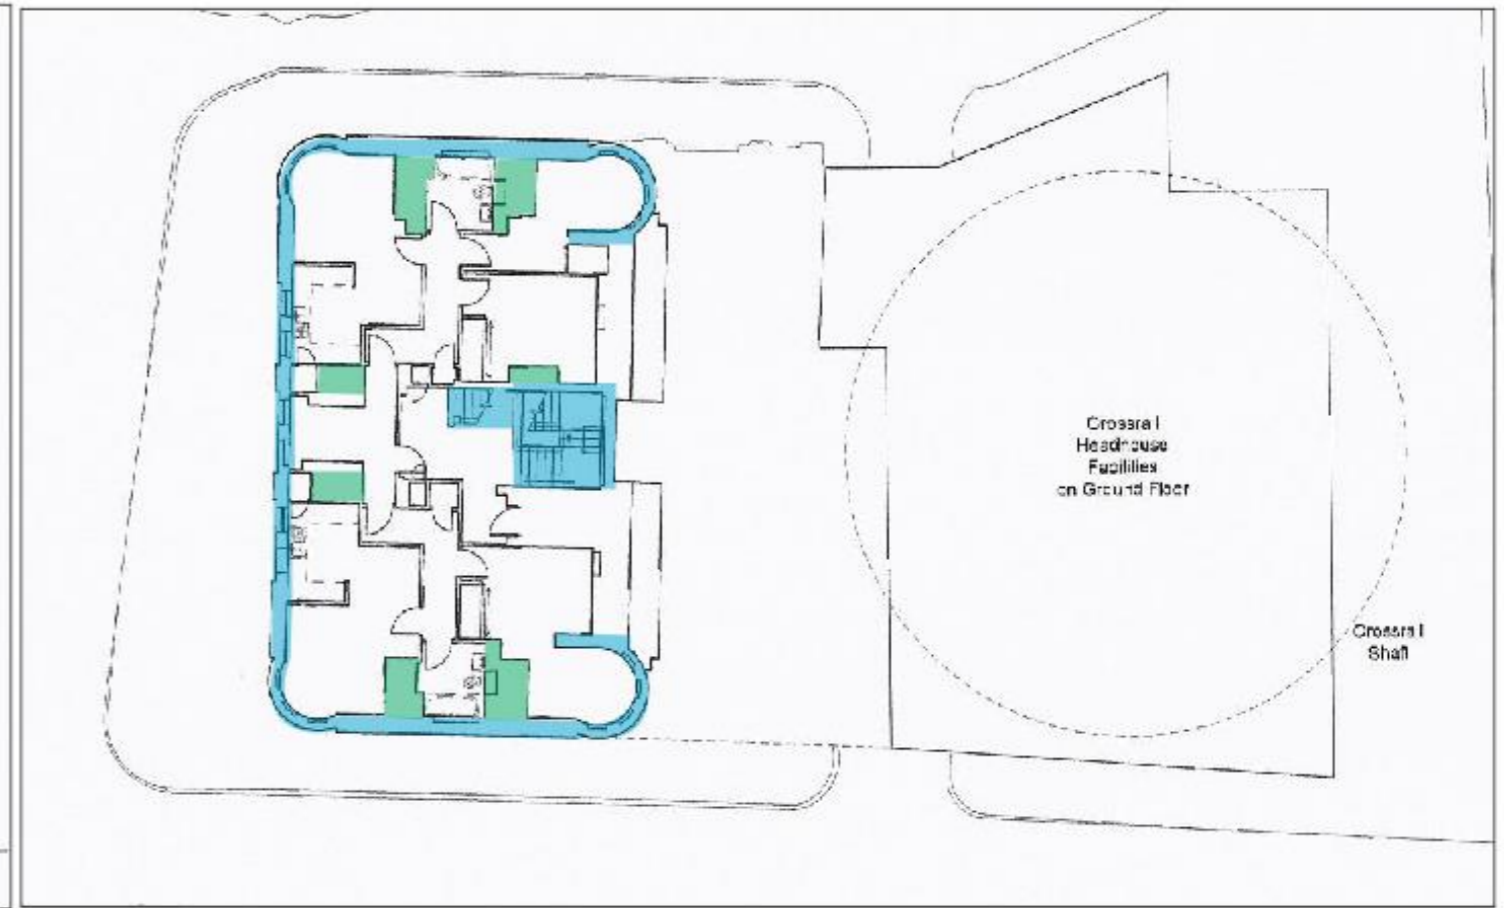 Crossrail
Headhouse
Facilities
on Ground Floor
Crossrail
Shaft